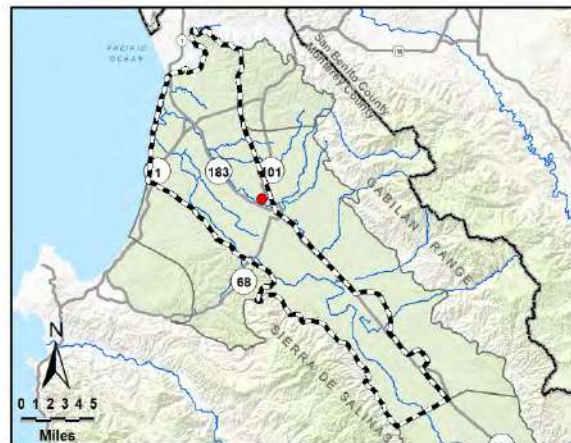 PACIFIC
OCEAN
1
San Benito County
Monterey County
1
183
101
GABILAN RANGE
68
SIERRA DE SALINAS
N
0 1 2 3 4 5
Miles